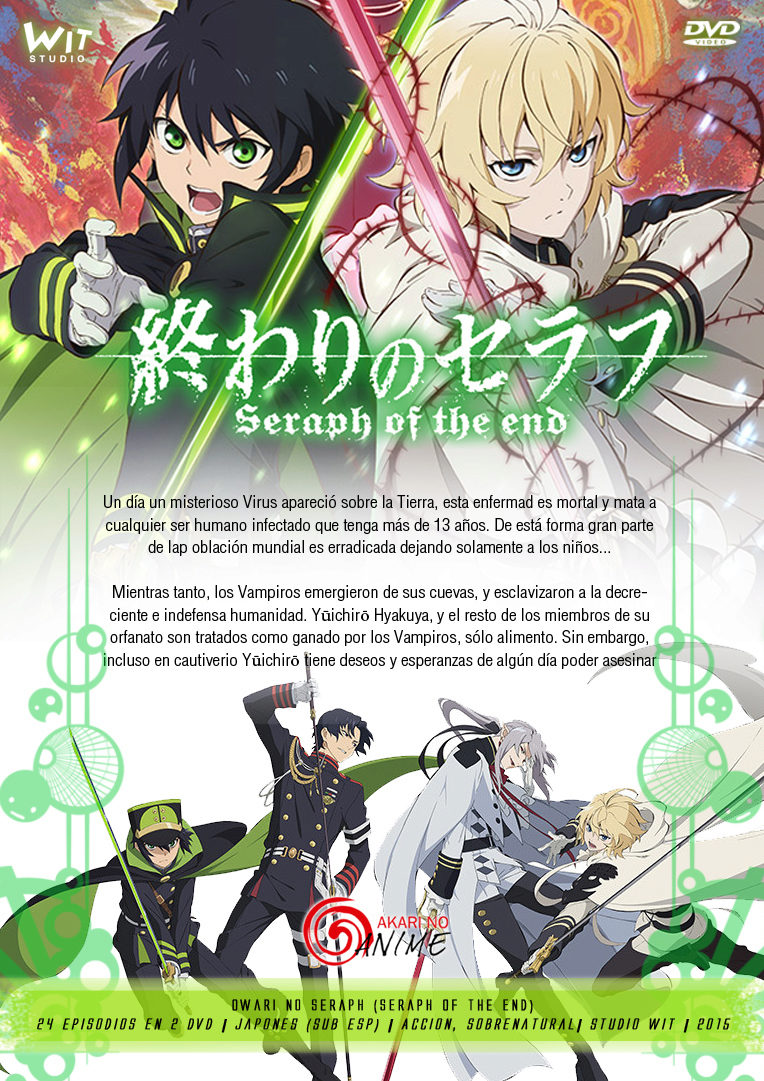 WIT
STUDIO
DVD
VIDEO
終わりのセラフ
Seraph of the end
Un día un misterioso Virus apareció sobre la Tierra, esta enfermad es mortal y mata a
cualquier ser humano infectado que tenga más de 13 años. De está forma gran parte
de lap oblación mundial es erradicada dejando solamente a los niños...
Mientras tanto, los Vampiros emergieron de sus cuevas, y esclavizaron a la decre-
ciente e indefensa humanidad. Yūichirō Hyakuya, y el resto de los miembros de su
orfanato son tratados como ganado por los Vampiros, sólo alimento. Sin embargo,
incluso en cautiverio Yūichirō tiene deseos y esperanzas de algún día poder asesinar
AKARI NO
ANIME
OWARI NO SERAPH (SERAPH OF THE END)
24 EPISODIOS EN 2 DVD | JAPONES (SUB ESP) | ACCION, SOBRENATURAL| STUDIO WIT | 2015